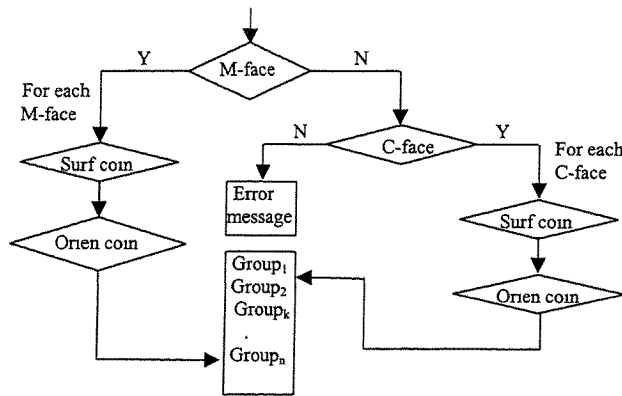 Y
M-face
N
For each
M-face
N
C-face
Y
For each
C-face
Surf coin
Error
message
Surf coin
Orien coin
Group₁
Group₂
Groupₖ
.
Groupₙ
Orien coin